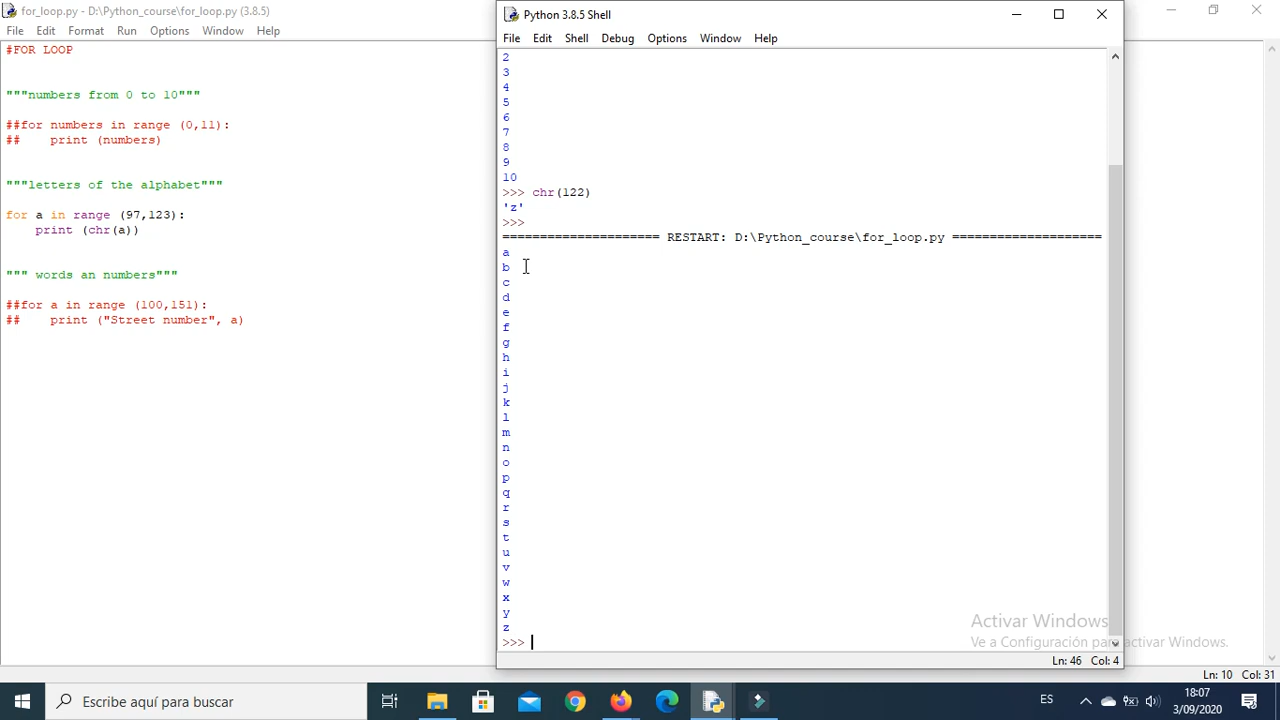 for_loop.py - D:\Python_course\for_loop.py (3.8.5)
File Edit Format Run Options Window Help
#FOR LOOP
"""numbers from 0 to 10"""
##for numbers in range (0,11):
## print (numbers)
"""letters of the alphabet"""
for a in range (97,123):
print (chr(a))
""" words an numbers"""
##for a in range (100,151):
## print ("Street number", a)
Python 3.8.5 Shell
File Edit Shell Debug Options Window Help
2
3
4
5
6
7
8
9
10
>>> chr(122)
'z'
>>>
===================== RESTART: D:\Python_course\for_loop.py ====================
a
b
c
d
e
f
g
h
i
j
k
l
m
n
o
p
q
r
s
t
u
v
w
x
y
z
>>>
Activar Windows
Ve a Configuración para activar Windows.
Ln: 46 Col: 4
Ln: 10 Col: 31
Escribe aquí para buscar
ES
18:07
3/09/2020